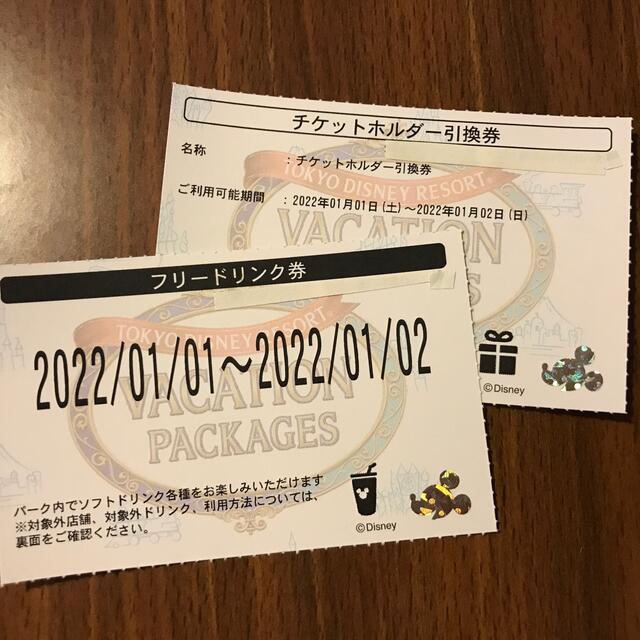 チケットホルダー引換券
名称 : チケットホルダー引換券
ご利用可能期間 : 2022年01月01日(土)～2022年01月02日(日)
TOKYO DISNEY RESORT®
VACATION
©Disney
フリードリンク券
TOKYO DISNEY RESORT®
2022/01/01～2022/01/02
VACATION
PACKAGES
パーク内でソフトドリンク各種をお楽しみいただけます
※対象外店舗、対象外ドリンク、利用方法については、
裏面をご確認ください。
©Disney